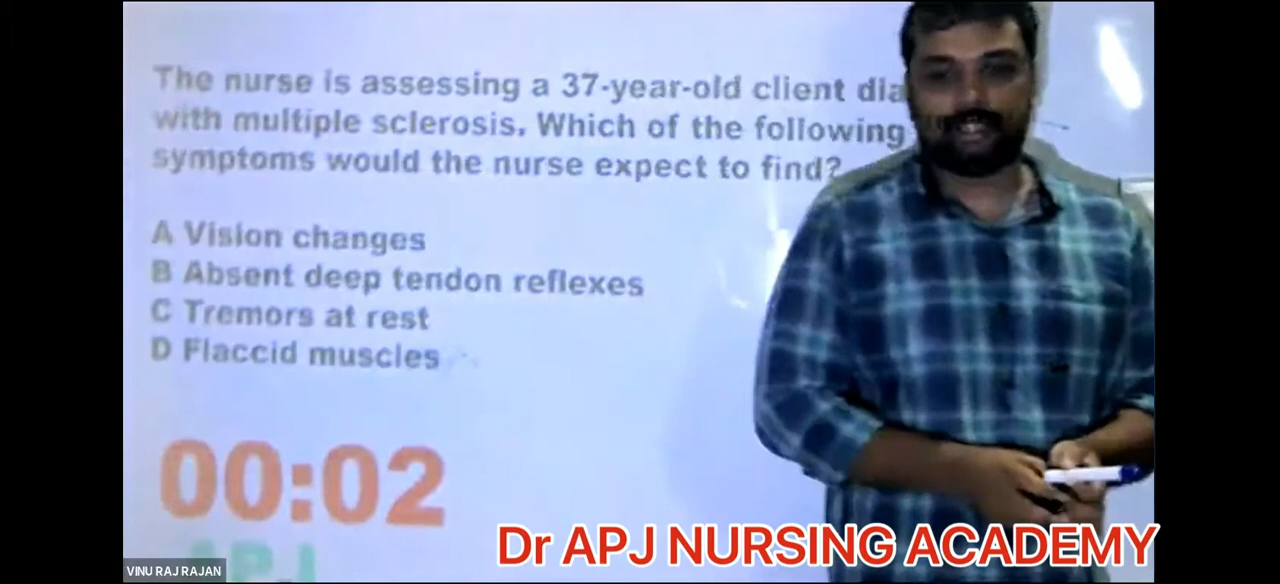 The nurse is assessing a 37-year-old client dia
with multiple sclerosis. Which of the following
symptoms would the nurse expect to find?
A Vision changes
B Absent deep tendon reflexes
C Tremors at rest
D Flaccid muscles
00:02
APJ
Dr APJ NURSING ACADEMY
VINU RAJ RAJAN